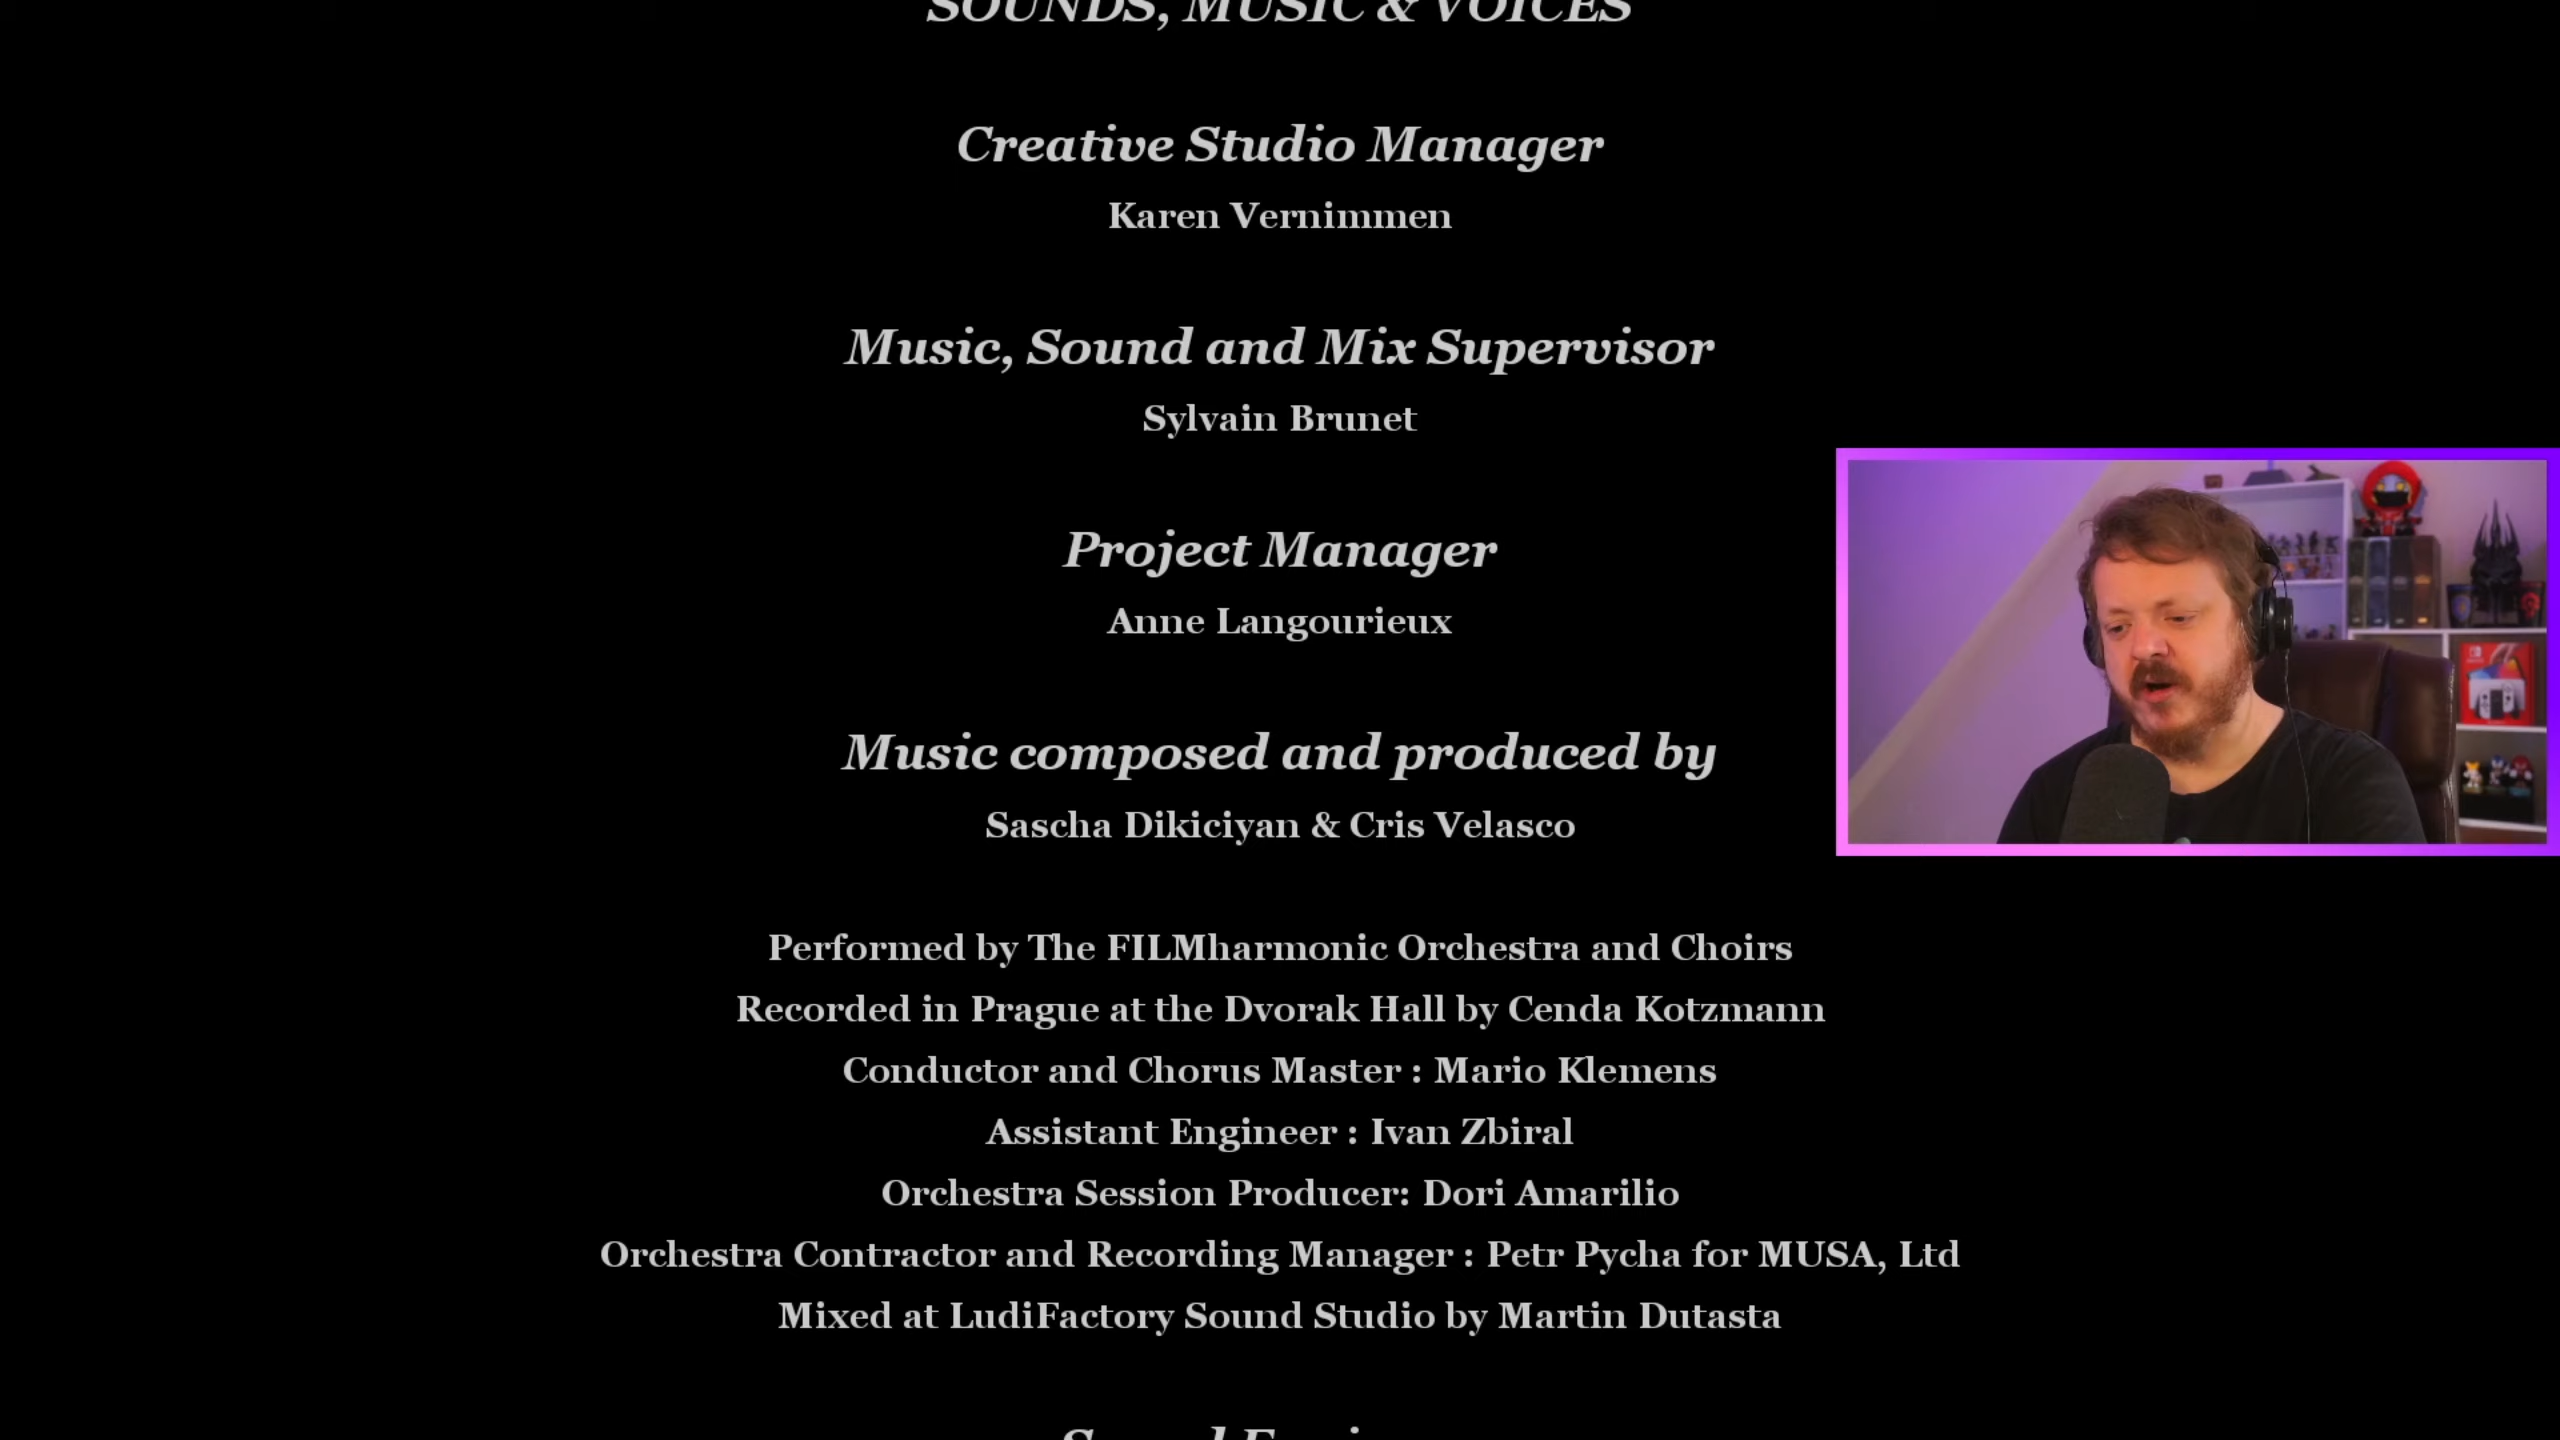 SOUNDS, MUSIC & VOICES
Creative Studio Manager
Karen Vernimmen
Music, Sound and Mix Supervisor
Sylvain Brunet
Project Manager
Anne Langourieux
Music composed and produced by
Sascha Dikiciyan & Cris Velasco
Performed by The FILMharmonic Orchestra and Choirs
Recorded in Prague at the Dvorak Hall by Cenda Kotzmann
Conductor and Chorus Master : Mario Klemens
Assistant Engineer : Ivan Zbiral
Orchestra Session Producer: Dori Amarilio
Orchestra Contractor and Recording Manager : Petr Pycha for MUSA, Ltd
Mixed at LudiFactory Sound Studio by Martin Dutasta